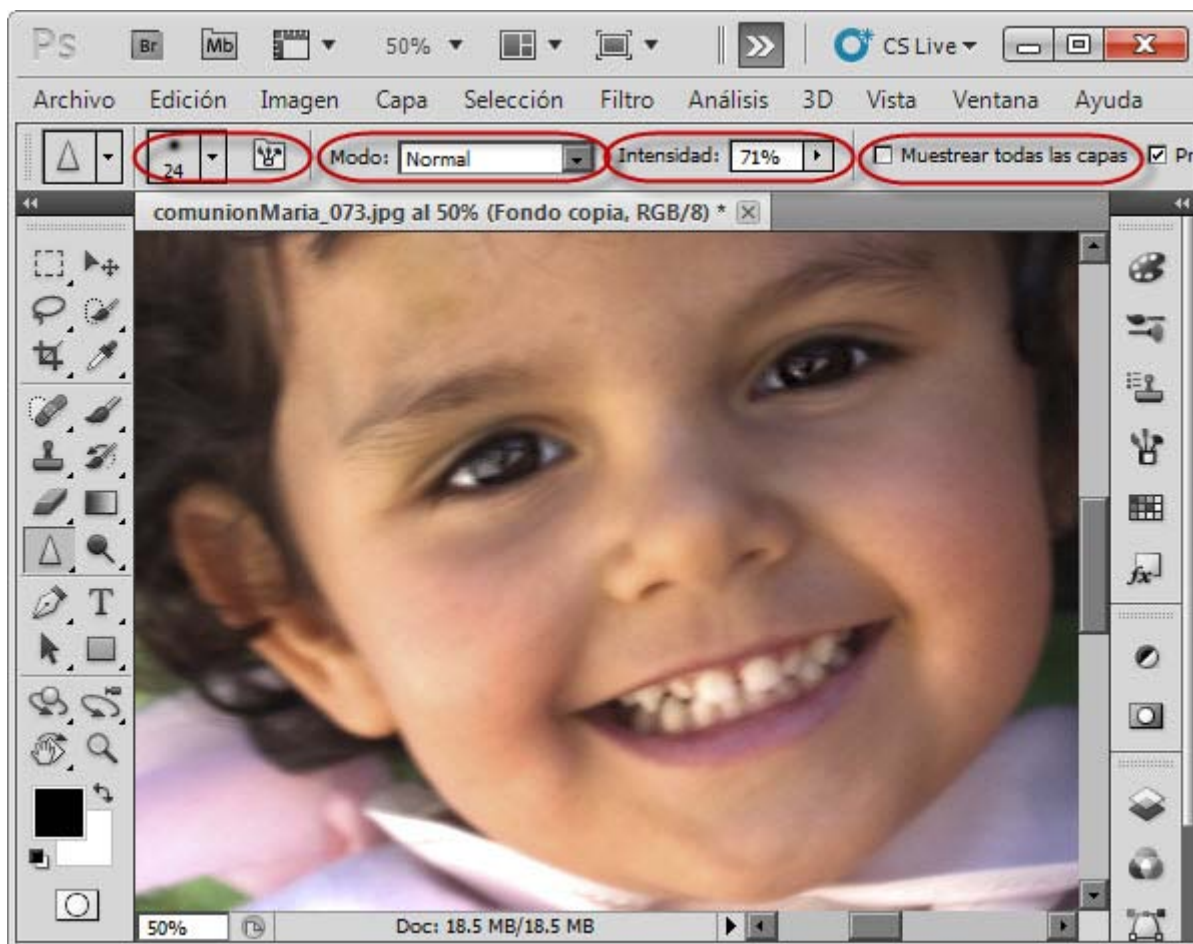 Ps Br Mb 50% CS Live
Archivo Edición Imagen Capa Selección Filtro Análisis 3D Vista Ventana Ayuda
24 Modo: Normal Intensidad: 71% Muestrear todas las capas Pr
comunionMaria_073.jpg al 50% (Fondo copia, RGB/8) *
T
fx
50% Doc: 18.5 MB/18.5 MB